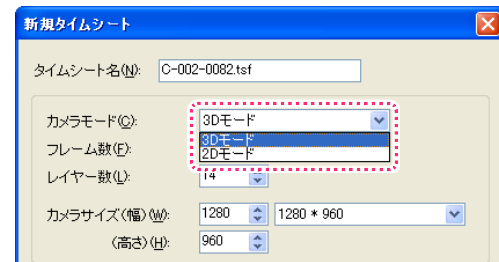 新規タイムシート
タイムシート名(N): C-002-0082.tsf
カメラモード(C): 3Dモード
3Dモード
フレーム数(F):
2Dモード
レイヤー数(L): 14
カメラサイズ(幅)(W): 1280 1280 * 960
(高さ)(H): 960